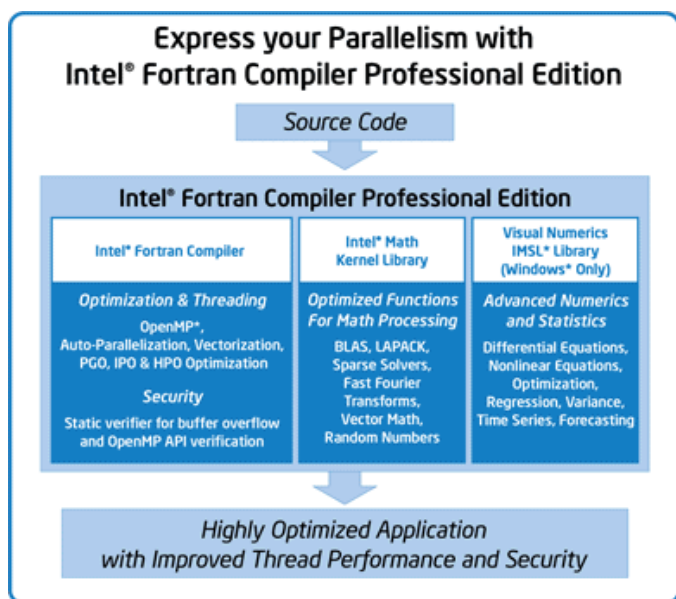 Express your Parallelism with
Intel® Fortran Compiler Professional Edition
Source Code
Intel® Fortran Compiler Professional Edition
Intel® Fortran Compiler
Optimization & Threading
OpenMP*,
Auto-Parallelization, Vectorization,
PGO, IPO & HPO Optimization
Security
Static verifier for buffer overflow
and OpenMP API verification
Intel® Math
Kernel Library
Optimized Functions
For Math Processing
BLAS, LAPACK,
Sparse Solvers,
Fast Fourier
Transforms,
Vector Math,
Random Numbers
Visual Numerics
IMSL* Library
(Windows* Only)
Advanced Numerics
and Statistics
Differential Equations,
Nonlinear Equations,
Optimization,
Regression, Variance,
Time Series, Forecasting
Highly Optimized Application
with Improved Thread Performance and Security